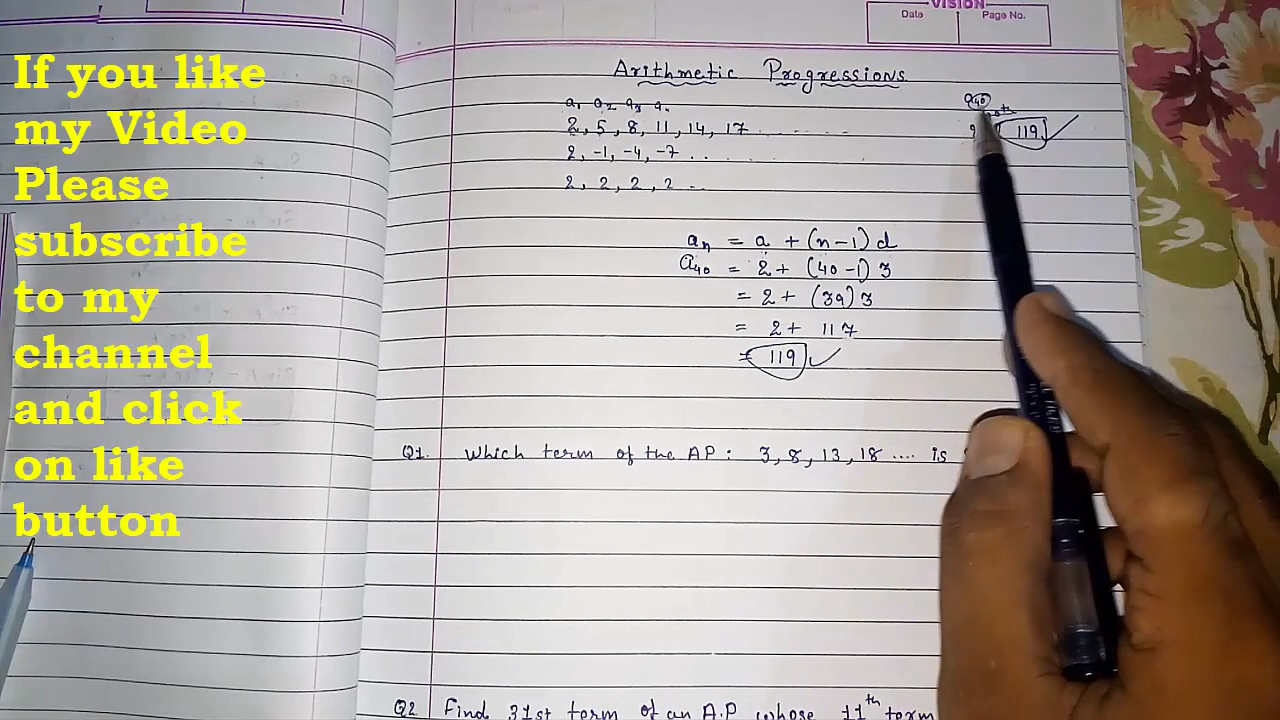 VISION
Date Page No.
If you like
my Video
Please
subscribe
to my
channel
and click
on like
button
Arithmetic Progressions
a₁ a₂ a₃ aₙ
2, 5, 8, 11, 14, 17 ......
2, -1, -4, -7 ...
2, 2, 2, 2 ...
a₄₀
119
aₙ = a + (n-1) d
a₄₀ = 2 + (40-1) 3
= 2 + (39) 3
= 2 + 117
= 119
Q1. Which term of the AP: 3, 8, 13, 18 .... is
Q2 Find 31st term of an A.P whose 11th term